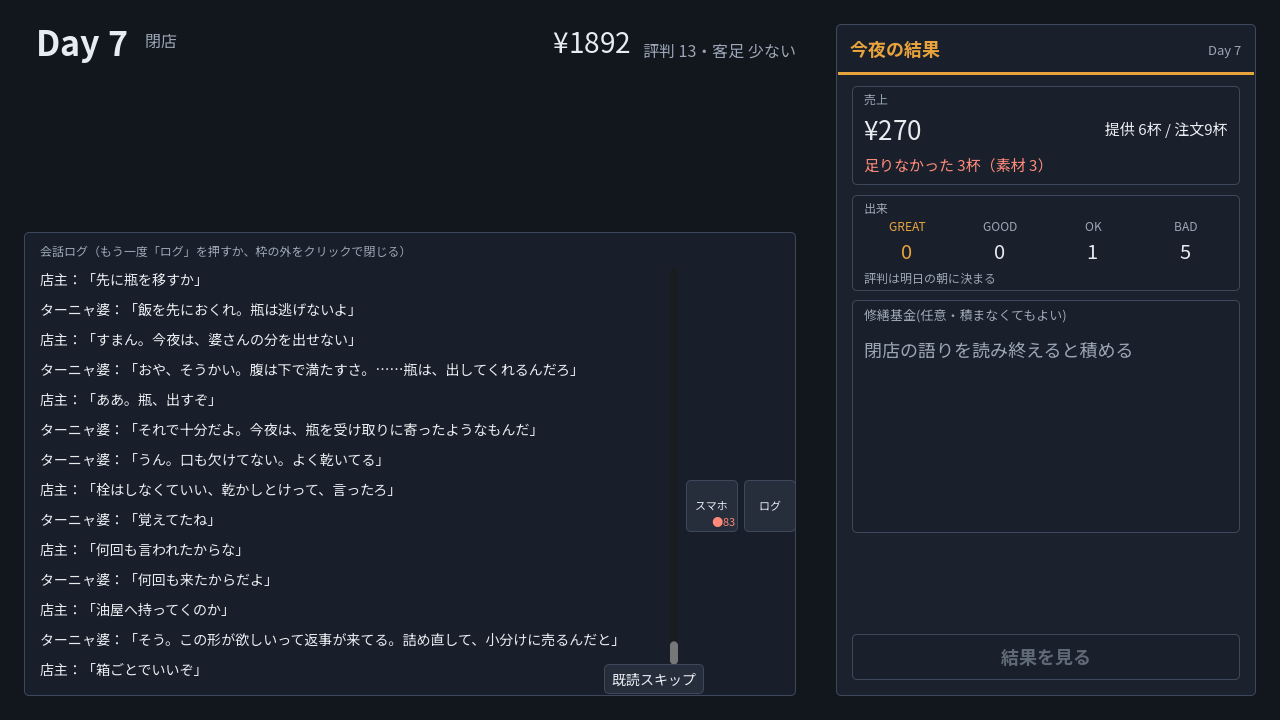 Day 7 閉店
¥1892 評判 13・客足 少ない
会話ログ（もう一度「ログ」を押すか、枠の外をクリックで閉じる）
店主：「先に瓶を移すか」
ターニャ婆：「飯を先におくれ。瓶は逃げないよ」
店主：「すまん。今夜は、婆さんの分を出せない」
ターニャ婆：「おや、そうかい。腹は下で満たすさ。……瓶は、出してくれるんだろ」
店主：「ああ。瓶、出すぞ」
ターニャ婆：「それで十分だよ。今夜は、瓶を受け取りに寄ったようなもんだ」
ターニャ婆：「うん。口も欠けてない。よく乾いてる」
店主：「栓はしなくていい、乾かしとけって、言ったろ」
ターニャ婆：「覚えてたね」
店主：「何回も言われたからな」
ターニャ婆：「何回も来たからだよ」
店主：「油屋へ持ってくのか」
ターニャ婆：「そう。この形が欲しいって返事が来てる。詰め直して、小分けに売るんだと」
店主：「箱ごとでいいぞ」
スマホ
83
ログ
既読スキップ
今夜の結果
Day 7
売上
¥270
提供 6杯 / 注文9杯
足りなかった 3杯（素材 3）
出来
GREAT GOOD OK BAD
0 0 1 5
評判は明日の朝に決まる
修繕基金(任意・積まなくてもよい)
閉店の語りを読み終えると積める
結果を見る